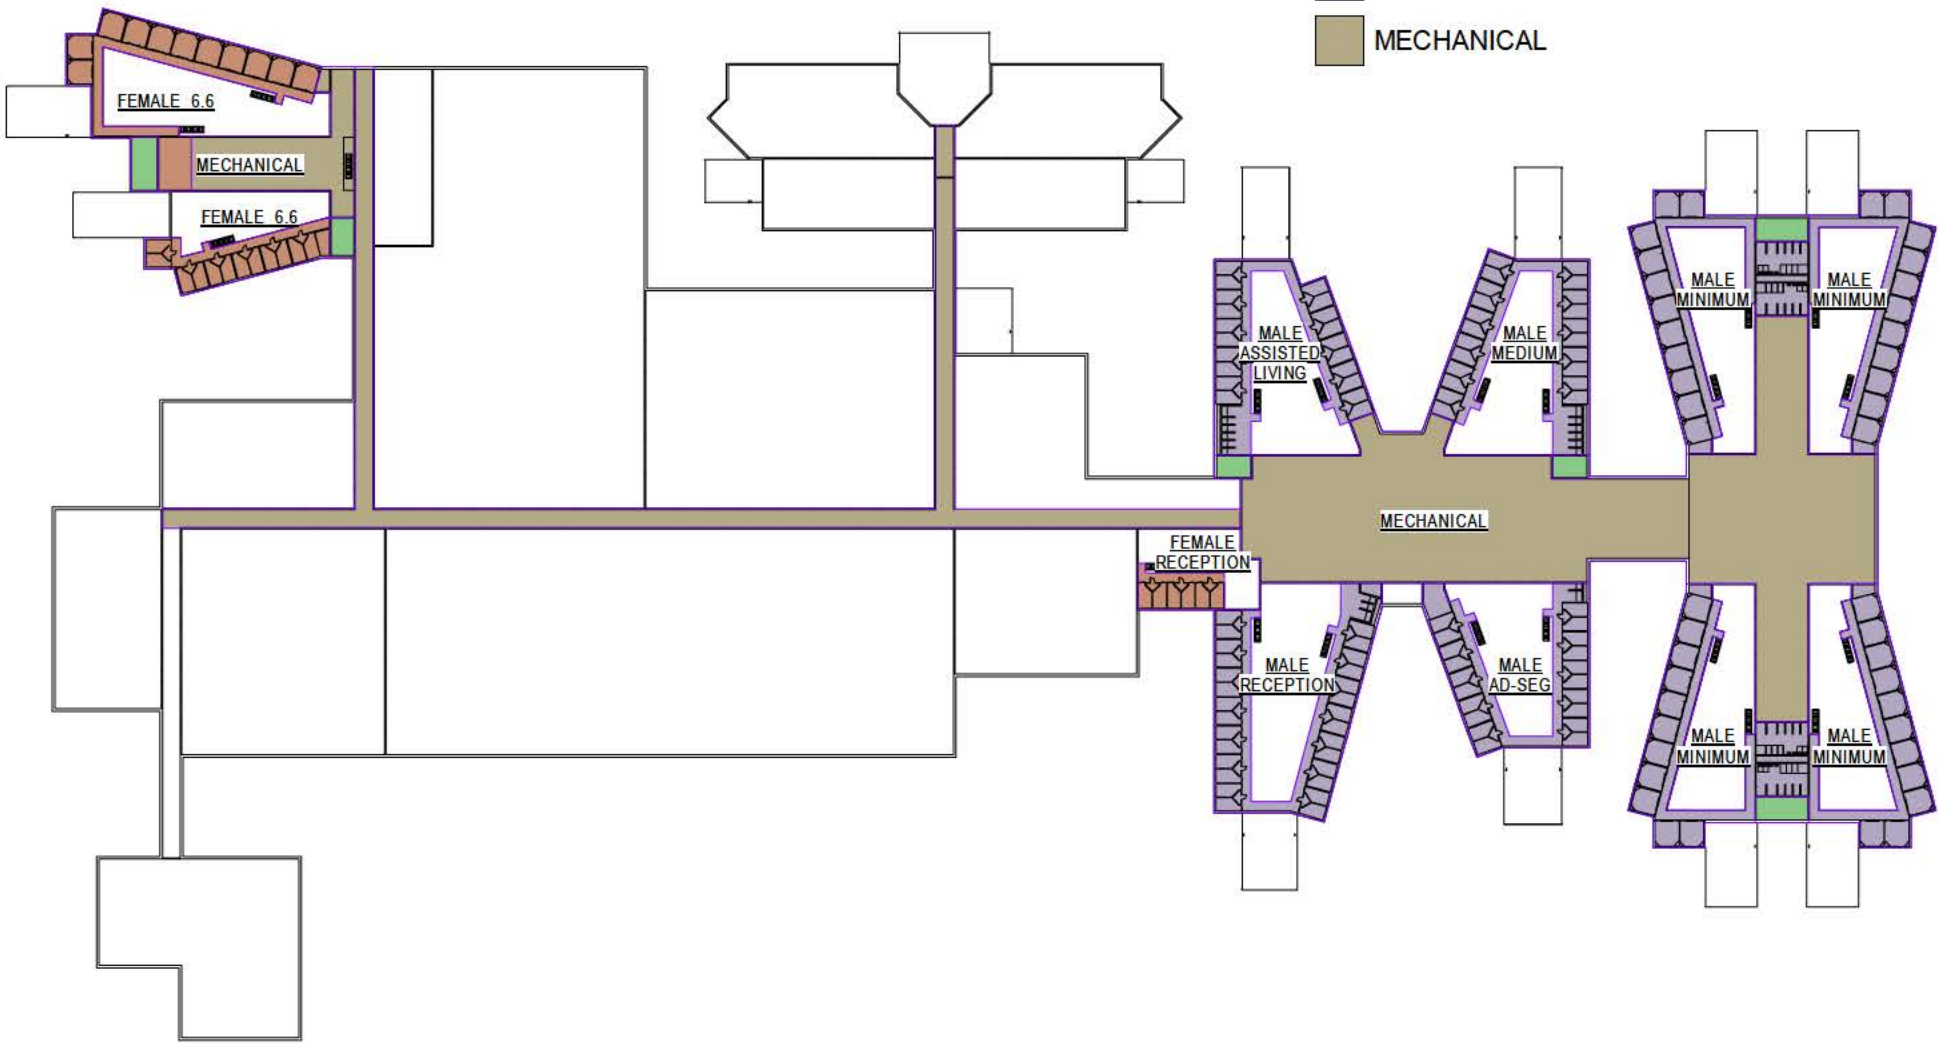 MECHANICAL
FEMALE 6.6
MECHANICAL
FEMALE 6.6
MALE
ASSISTED
LIVING
MALE
MEDIUM
MALE
MINIMUM
MALE
MINIMUM
MECHANICAL
FEMALE
RECEPTION
MALE
RECEPTION
MALE
AD-SEG
MALE
MINIMUM
MALE
MINIMUM